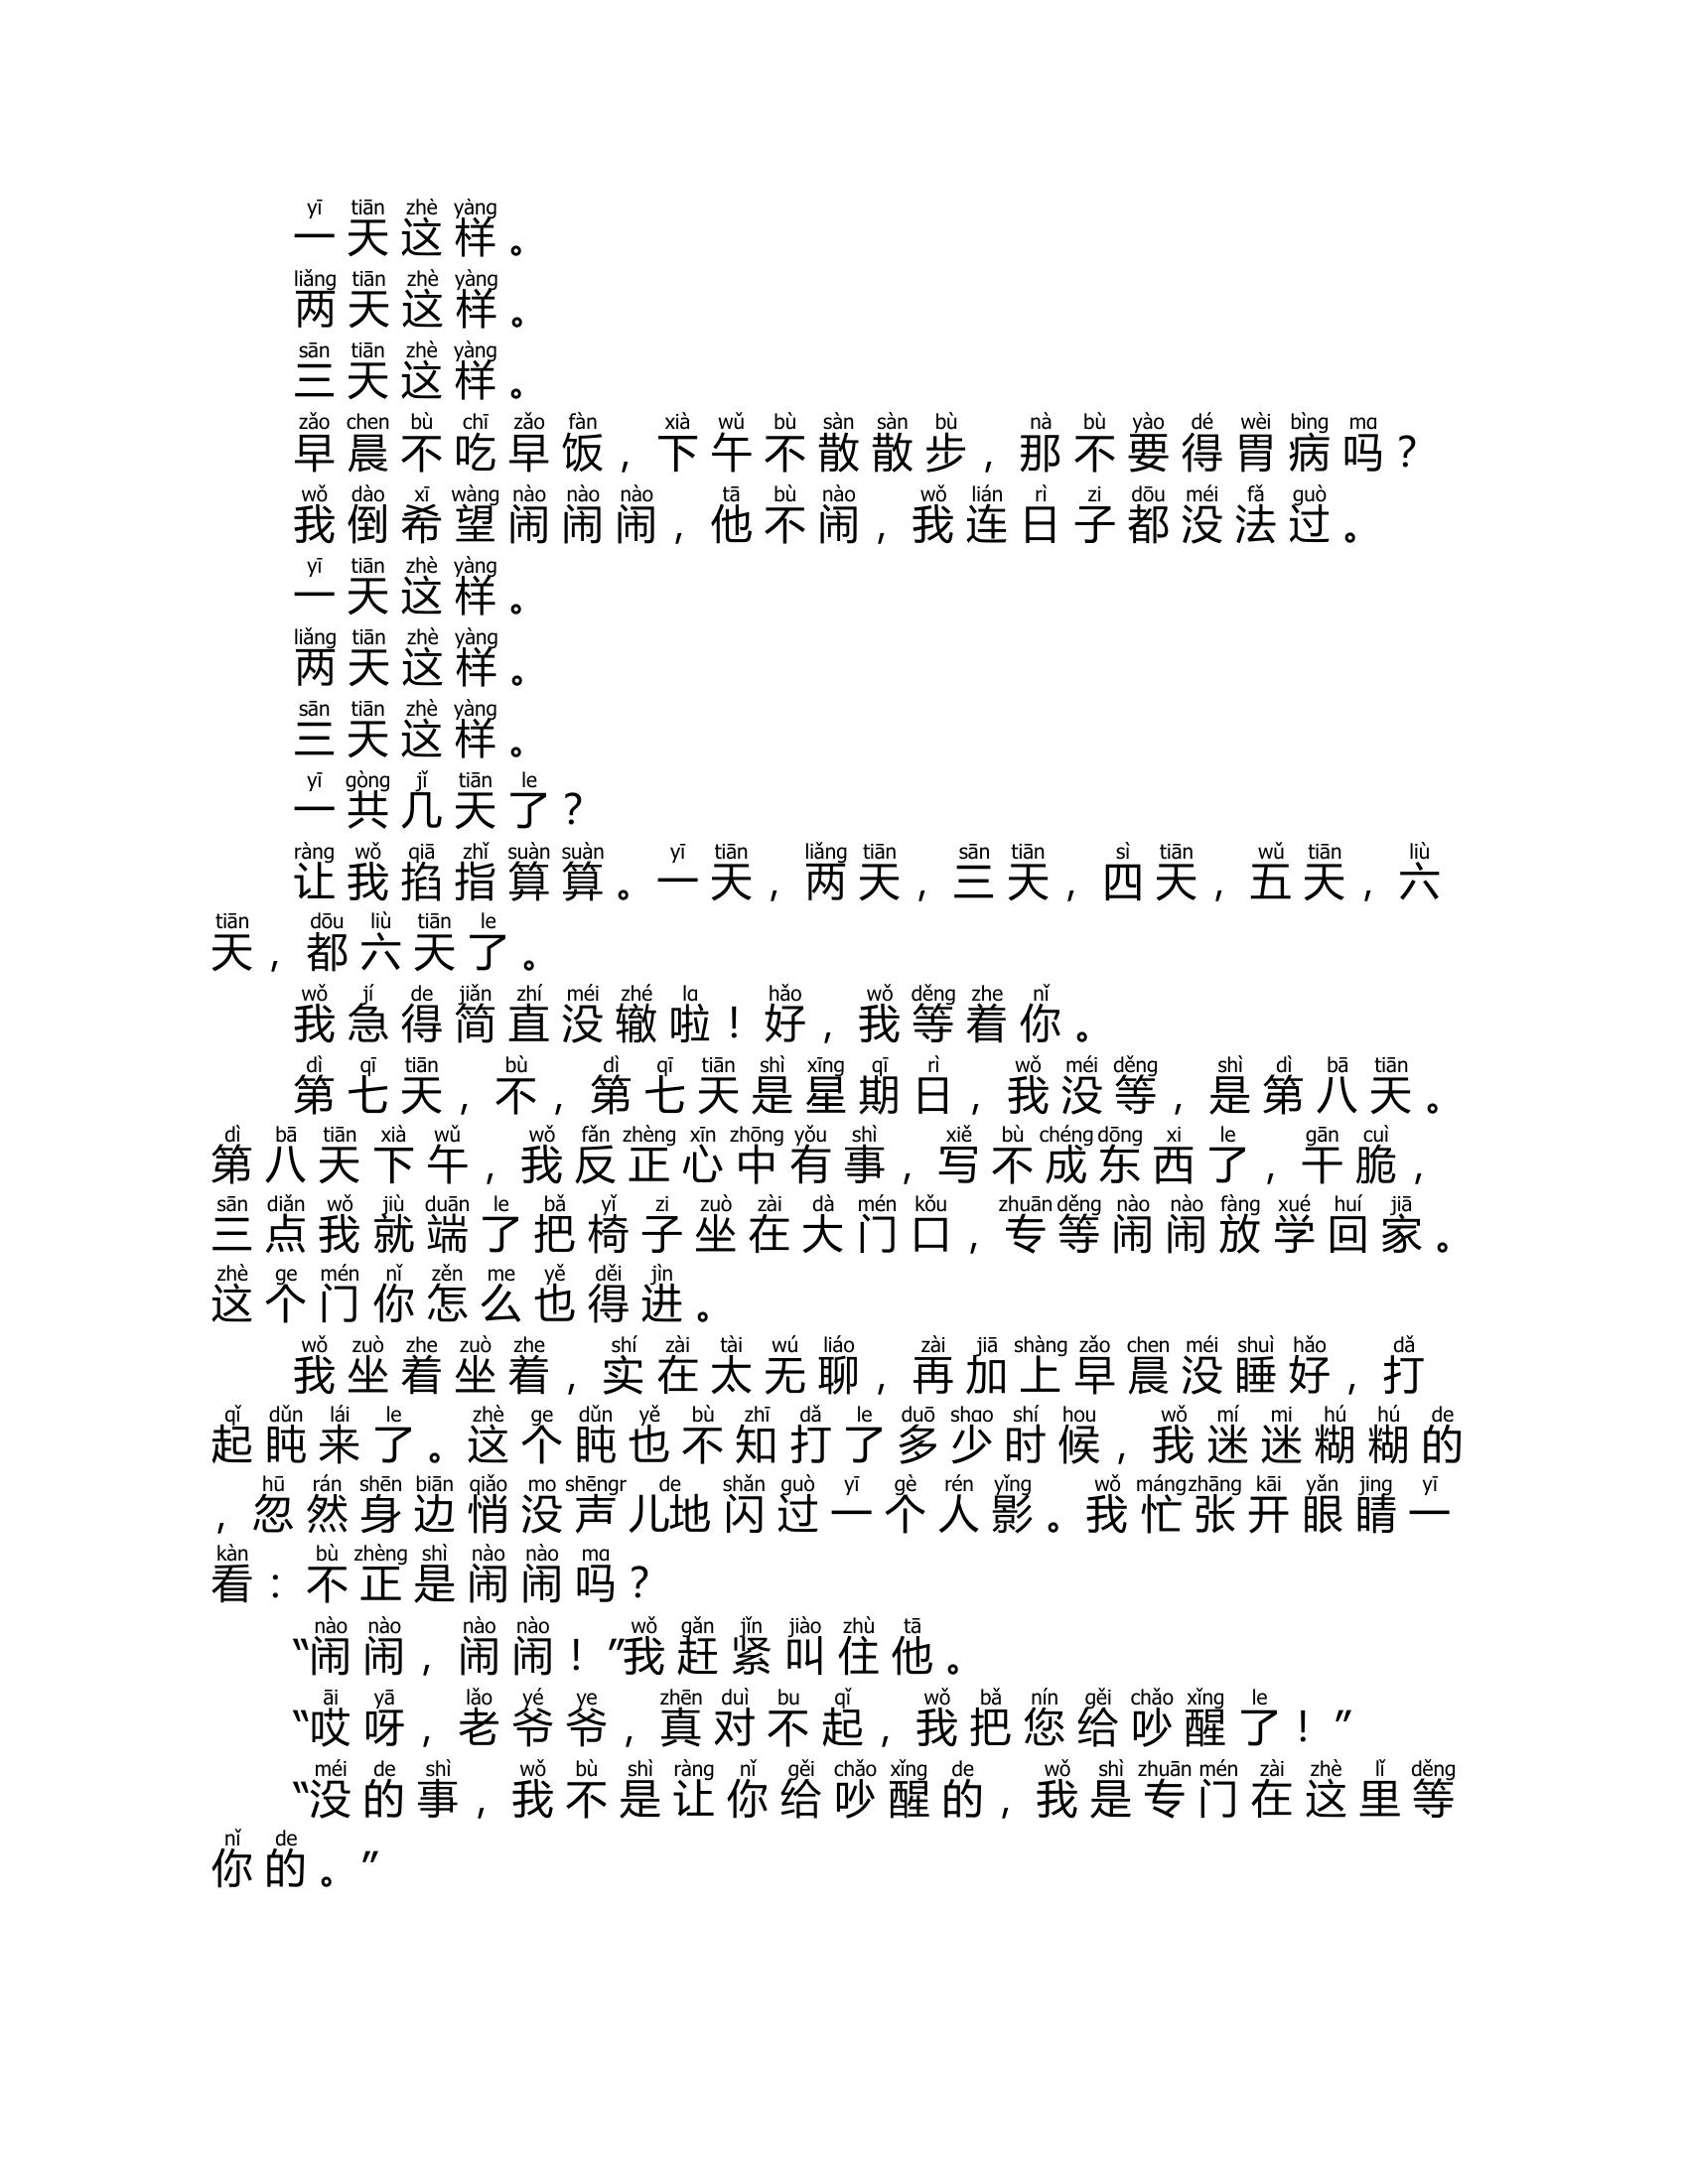 yī tiān zhè yàng
一天这样。
liǎng tiān zhè yàng
两天这样。
sān tiān zhè yàng
三天这样。
zǎo chen bù chī zǎo fàn xià wǔ bù sàn sàn bù nà bù yào dé wèi bìng mɑ
早晨不吃早饭，下午不散散步，那不要得胃病吗？
wǒ dào xī wàng nào nào nào tā bù nào wǒ lián rì zi dōu méi fǎ guò
我倒希望闹闹闹，他不闹，我连日子都没法过。
yī tiān zhè yàng
一天这样。
liǎng tiān zhè yàng
两天这样。
sān tiān zhè yàng
三天这样。
yī gòng jǐ tiān le
一共几天了？
ràng wǒ qiā zhǐ suàn suàn yī tiān liǎng tiān sān tiān sì tiān wǔ tiān liù
让我掐指算算。一天，两天，三天，四天，五天，六
tiān dōu liù tiān le
天，都六天了。
wǒ jí de jiǎn zhí méi zhé lɑ hǎo wǒ děng zhe nǐ
我急得简直没辙啦！好，我等着你。
dì qī tiān bù dì qī tiān shì xīng qī rì wǒ méi děng shì dì bā tiān
第七天，不，第七天是星期日，我没等，是第八天。
dì bā tiān xià wǔ wǒ fǎn zhèng xīn zhōng yǒu shì xiě bù chéng dōng xi le gān cuì
第八天下午，我反正心中有事，写不成东西了，干脆，
sān diǎn wǒ jiù duān le bǎ yǐ zi zuò zài dà mén kǒu zhuān děng nào nào fàng xué huí jiā
三点我就端了把椅子坐在大门口，专等闹闹放学回家。
zhè ge mén nǐ zěn me yě děi jìn
这个门你怎么也得进。
wǒ zuò zhe zuò zhe shí zài tài wú liáo zài jiā shàng zǎo chen méi shuì hǎo dǎ
我坐着坐着，实在太无聊，再加上早晨没睡好，打
qǐ dǔn lái le zhè ge dǔn yě bù zhī dǎ le duō shɑo shí hou wǒ mí mi hú hú de
起盹来了。这个盹也不知打了多少时候，我迷迷糊糊的
hū rán shēn biān qiǎo mo shēngr de shǎn guò yī gè rén yǐng wǒ máng zhāng kāi yǎn jing yī
，忽然身边悄没声儿地闪过一个人影。我忙张开眼睛一
kàn bù zhèng shì nào nào mɑ
看：不正是闹闹吗？
nào nào nào nào wǒ gǎn jǐn jiào zhù tā
“闹闹，闹闹！”我赶紧叫住他。
āi yā lǎo yé ye zhēn duì bu qǐ wǒ bǎ nín gěi chǎo xǐng le
“哎呀，老爷爷，真对不起，我把您给吵醒了！”
méi de shì wǒ bù shì ràng nǐ gěi chǎo xǐng de wǒ shì zhuān mén zài zhè lǐ děng
“没的事，我不是让你给吵醒的，我是专门在这里等
nǐ de
你的。”